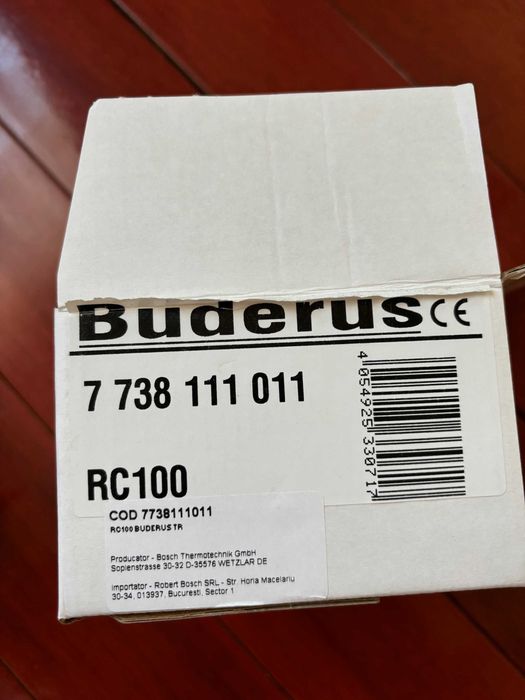 Buderus CE
7 738 111 011
4 054925 330717
RC100
COD 7738111011
RC100 BUDERUS TR
Producator - Bosch Thermotechnik GmbH
Sopienstrasse 30-32 D-35576 WETZLAR DE
Importator - Robert Bosch SRL - Str. Horia Macelariu
30-34, 013937, Bucuresti, Sector 1